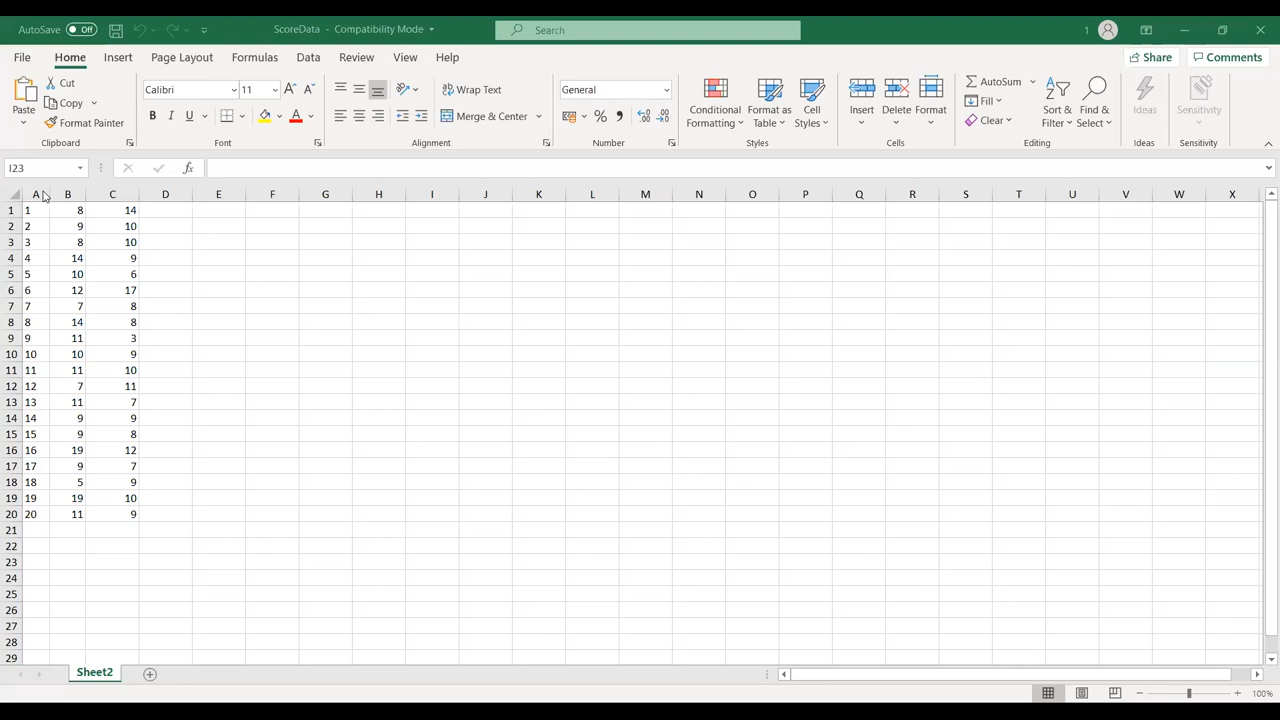 AutoSave Off ScoreData - Compatibility Mode Search 1
File Home Insert Page Layout Formulas Data Review View Help Share Comments
Paste Cut Copy Format Painter Clipboard
Calibri 11 A A B I U A Font
Wrap Text Merge & Center Alignment
General % , Number
Conditional Formatting Format as Table Cell Styles Styles
Insert Delete Format Cells
AutoSum Fill Clear Sort & Filter Find & Select Editing
Ideas Ideas
Sensitivity Sensitivity
I23 fx
A B C D E F G H I J K L M N O P Q R S T U V W X
1 1 8 14
2 2 9 10
3 3 8 10
4 4 14 9
5 5 10 6
6 6 12 17
7 7 7 8
8 8 14 8
9 9 11 3
10 10 10 9
11 11 11 10
12 12 7 11
13 13 11 7
14 14 9 9
15 15 9 8
16 16 19 12
17 17 9 7
18 18 5 9
19 19 19 10
20 20 11 9
21
22
23
24
25
26
27
28
29
Sheet2
100%